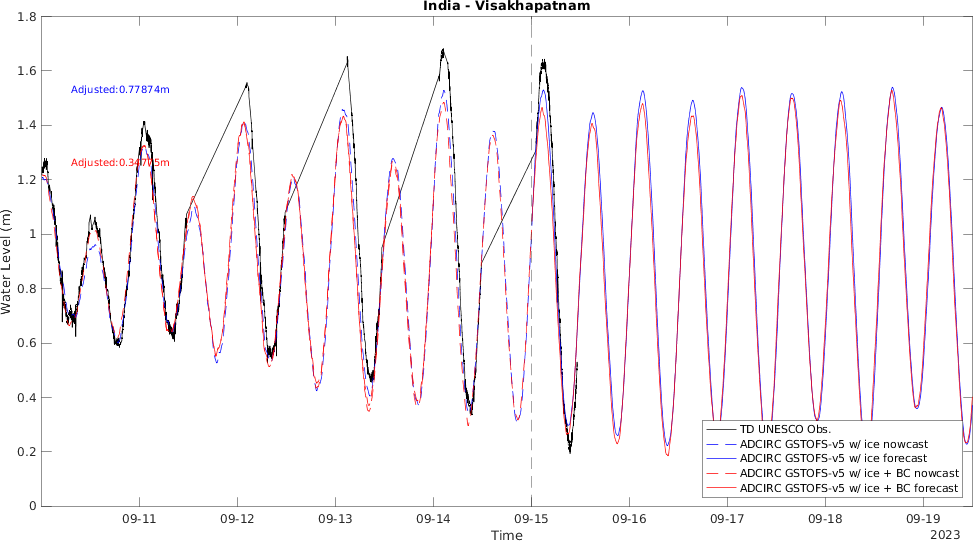 India - Visakhapatnam
1.8
1.6
1.4
1.2
1
0.8
0.6
0.4
0.2
0
Water Level (m)
Adjusted:0.77874m
09-11
09-12
09-13
09-14
09-15
09-16
09-17
09-18
09-19
Time
2023
TD UNESCO Obs.
ADCIRC GSTOFS-v5 w/ ice nowcast
ADCIRC GSTOFS-v5 w/ ice forecast
ADCIRC GSTOFS-v5 w/ ice + BC nowcast
ADCIRC GSTOFS-v5 w/ ice + BC forecast